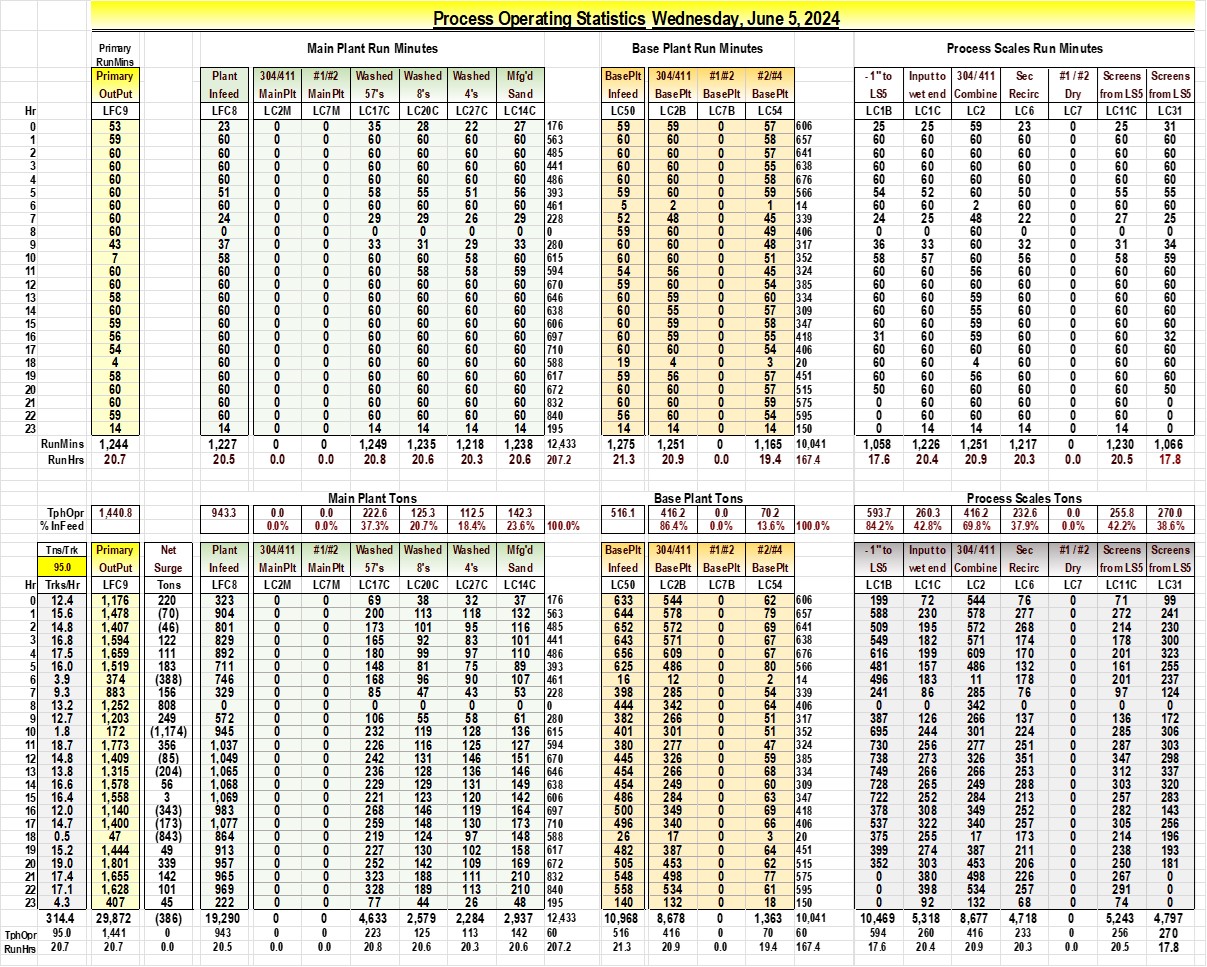 Process Operating Statistics Wednesday, June 5, 2024
Primary Main Plant Run Minutes Base Plant Run Minutes Process Scales Run Minutes
RunMins
Primary Plant 304/411 #1/#2 Washed Washed Washed Mfg'd BasePlt 304/411 #1/#2 #2/#4 - 1" to Input to 304/ 411 Sec #1 / #2 Screens Screens
OutPut Infeed MainPlt MainPlt 57's 8's 4's Sand Infeed BasePlt BasePlt BasePlt LS5 wet end Combine Recirc Dry from LS5 from LS5
Hr LFC9 LFC8 LC2M LC7M LC17C LC20C LC27C LC14C LC50 LC2B LC7B LC54 LC1B LC1C LC2 LC6 LC7 LC11C LC31
0 53 23 0 0 35 28 22 27 176 59 59 0 57 606 25 25 59 23 0 25 31
1 59 60 0 0 60 60 60 60 563 60 60 0 58 657 60 60 60 60 0 60 60
2 60 60 0 0 60 60 60 60 485 60 60 0 57 641 60 60 60 60 0 60 60
3 60 60 0 0 60 60 60 60 441 60 60 0 55 638 60 60 60 60 0 60 60
4 60 60 0 0 60 60 60 60 486 60 60 0 58 676 60 60 60 60 0 60 60
5 60 51 0 0 58 55 51 56 393 59 60 0 59 566 54 52 60 50 0 55 55
6 60 60 0 0 60 60 60 60 461 5 2 0 1 14 60 60 2 60 0 60 60
7 60 24 0 0 29 29 26 29 228 52 48 0 45 339 24 25 48 22 0 27 25
8 60 0 0 0 0 0 0 0 0 59 60 0 49 406 0 0 60 0 0 0 0
9 43 37 0 0 33 31 29 33 280 60 60 0 48 317 36 33 60 32 0 31 34
10 7 58 0 0 60 60 58 60 615 60 60 0 51 352 58 57 60 56 0 58 59
11 60 60 0 0 60 58 58 59 594 54 56 0 45 324 60 60 56 60 0 60 60
12 60 60 0 0 60 60 60 60 670 59 60 0 54 385 60 60 60 60 0 60 60
13 58 60 0 0 60 60 60 60 646 60 59 0 60 334 60 60 59 60 0 60 60
14 60 60 0 0 60 60 60 60 638 60 55 0 57 309 60 60 55 60 0 60 60
15 59 60 0 0 60 60 60 60 606 60 59 0 58 347 60 60 59 60 0 60 60
16 56 60 0 0 60 60 60 60 697 60 59 0 55 418 31 60 59 60 0 60 32
17 54 60 0 0 60 60 60 60 710 60 60 0 54 406 60 60 60 60 0 60 60
18 4 60 0 0 60 60 60 60 588 19 4 0 3 20 60 60 4 60 0 60 60
19 58 60 0 0 60 60 60 60 617 59 56 0 57 451 60 60 56 60 0 60 60
20 60 60 0 0 60 60 60 60 672 60 60 0 57 515 50 60 60 60 0 60 50
21 60 60 0 0 60 60 60 60 832 60 60 0 59 575 0 60 60 60 0 60 0
22 59 60 0 0 60 60 60 60 840 56 60 0 54 595 0 60 60 60 0 60 0
23 14 14 0 0 14 14 14 14 195 14 14 0 14 150 0 14 14 14 0 14 0
RunMins 1,244 1,227 0 0 1,249 1,235 1,218 1,238 12,433 1,275 1,251 0 1,165 10,041 1,058 1,226 1,251 1,217 0 1,230 1,066
RunHrs 20.7 20.5 0.0 0.0 20.8 20.6 20.3 20.6 207.2 21.3 20.9 0.0 19.4 167.4 17.6 20.4 20.9 20.3 0.0 20.5 17.8
Main Plant Tons Base Plant Tons Process Scales Tons
TphOpr 1,440.8 943.3 0.0 0.0 222.6 125.3 112.5 142.3 516.1 416.2 0.0 70.2 593.7 260.3 416.2 232.6 0.0 255.8 270.0
% InFeed 0.0% 0.0% 37.3% 20.7% 18.4% 23.6% 100.0% 86.4% 0.0% 13.6% 100.0% 84.2% 42.8% 69.8% 37.9% 0.0% 42.2% 38.6%
Tns/Trk Primary Net Plant 304/411 #1/#2 Washed Washed Washed Mfg'd BasePlt 304/411 #1/#2 #2/#4 - 1" to Input to 304/ 411 Sec #1 / #2 Screens Screens
95.0 OutPut Surge Infeed MainPlt MainPlt 57's 8's 4's Sand Infeed BasePlt BasePlt BasePlt LS5 wet end Combine Recirc Dry from LS5 from LS5
Hr Trks/Hr LFC9 Tons LFC8 LC2M LC7M LC17C LC20C LC27C LC14C LC50 LC2B LC7B LC54 LC1B LC1C LC2 LC6 LC7 LC11C LC31
0 12.4 1,176 220 323 0 0 69 38 32 37 176 633 544 0 62 606 199 72 544 76 0 71 99
1 15.6 1,478 (70) 904 0 0 200 113 118 132 563 644 578 0 79 657 588 230 578 277 0 272 241
2 14.8 1,407 (46) 801 0 0 173 101 95 116 485 652 572 0 69 641 509 195 572 268 0 214 230
3 16.8 1,594 122 829 0 0 165 92 83 101 441 643 571 0 67 638 549 182 571 174 0 178 300
4 17.5 1,659 111 892 0 0 180 99 97 110 486 656 609 0 67 676 616 199 609 170 0 201 323
5 16.0 1,519 183 711 0 0 148 81 75 89 393 625 486 0 80 566 481 157 486 132 0 161 255
6 3.9 374 (388) 746 0 0 168 96 90 107 461 16 12 0 2 14 496 183 11 178 0 201 237
7 9.3 883 156 329 0 0 85 47 43 53 228 398 285 0 54 339 241 86 285 76 0 97 124
8 13.2 1,252 808 0 0 0 0 0 0 0 0 444 342 0 64 406 0 0 342 0 0 0 0
9 12.7 1,203 249 572 0 0 106 55 58 61 280 382 266 0 51 317 387 126 266 137 0 136 172
10 1.8 172 (1,174) 945 0 0 232 119 128 136 615 401 301 0 51 352 695 244 301 224 0 285 306
11 18.7 1,773 356 1,037 0 0 226 116 125 127 594 380 277 0 47 324 730 256 277 251 0 287 303
12 14.8 1,409 (85) 1,049 0 0 242 131 146 151 670 445 326 0 59 385 738 273 326 351 0 347 298
13 13.8 1,315 (204) 1,065 0 0 236 128 136 146 646 454 266 0 68 334 749 266 266 253 0 312 337
14 16.6 1,578 56 1,068 0 0 229 129 131 149 638 454 249 0 60 309 728 265 249 288 0 303 320
15 16.4 1,558 3 1,069 0 0 221 123 120 142 606 486 284 0 63 347 722 252 284 213 0 257 283
16 12.0 1,140 (343) 983 0 0 268 146 119 164 697 500 349 0 69 418 378 308 349 252 0 282 143
17 14.7 1,400 (173) 1,077 0 0 259 148 130 173 710 496 340 0 66 406 537 322 340 257 0 305 256
18 0.5 47 (843) 864 0 0 219 124 97 148 588 26 17 0 3 20 375 255 17 173 0 214 196
19 15.2 1,444 49 913 0 0 227 130 102 158 617 482 387 0 64 451 399 274 387 211 0 238 193
20 19.0 1,801 339 957 0 0 252 142 109 169 672 505 453 0 62 515 352 303 453 206 0 250 181
21 17.4 1,655 142 965 0 0 323 188 111 210 832 548 498 0 77 575 0 380 498 226 0 267 0
22 17.1 1,628 101 969 0 0 328 189 113 210 840 558 534 0 61 595 0 398 534 257 0 291 0
23 4.3 407 45 222 0 0 77 44 26 48 195 140 132 0 18 150 0 92 132 68 0 74 0
314.4 29,872 (386) 19,290 0 0 4,633 2,579 2,284 2,937 12,433 10,968 8,678 0 1,363 10,041 10,469 5,318 8,677 4,718 0 5,243 4,797
TphOpr 95.0 1,441 0 943 0 0 223 125 113 142 60 516 416 0 70 60 594 260 416 233 0 256 270
RunHrs 20.7 20.7 0.0 20.5 0.0 0.0 20.8 20.6 20.3 20.6 207.2 21.3 20.9 0.0 19.4 167.4 17.6 20.4 20.9 20.3 0.0 20.5 17.8